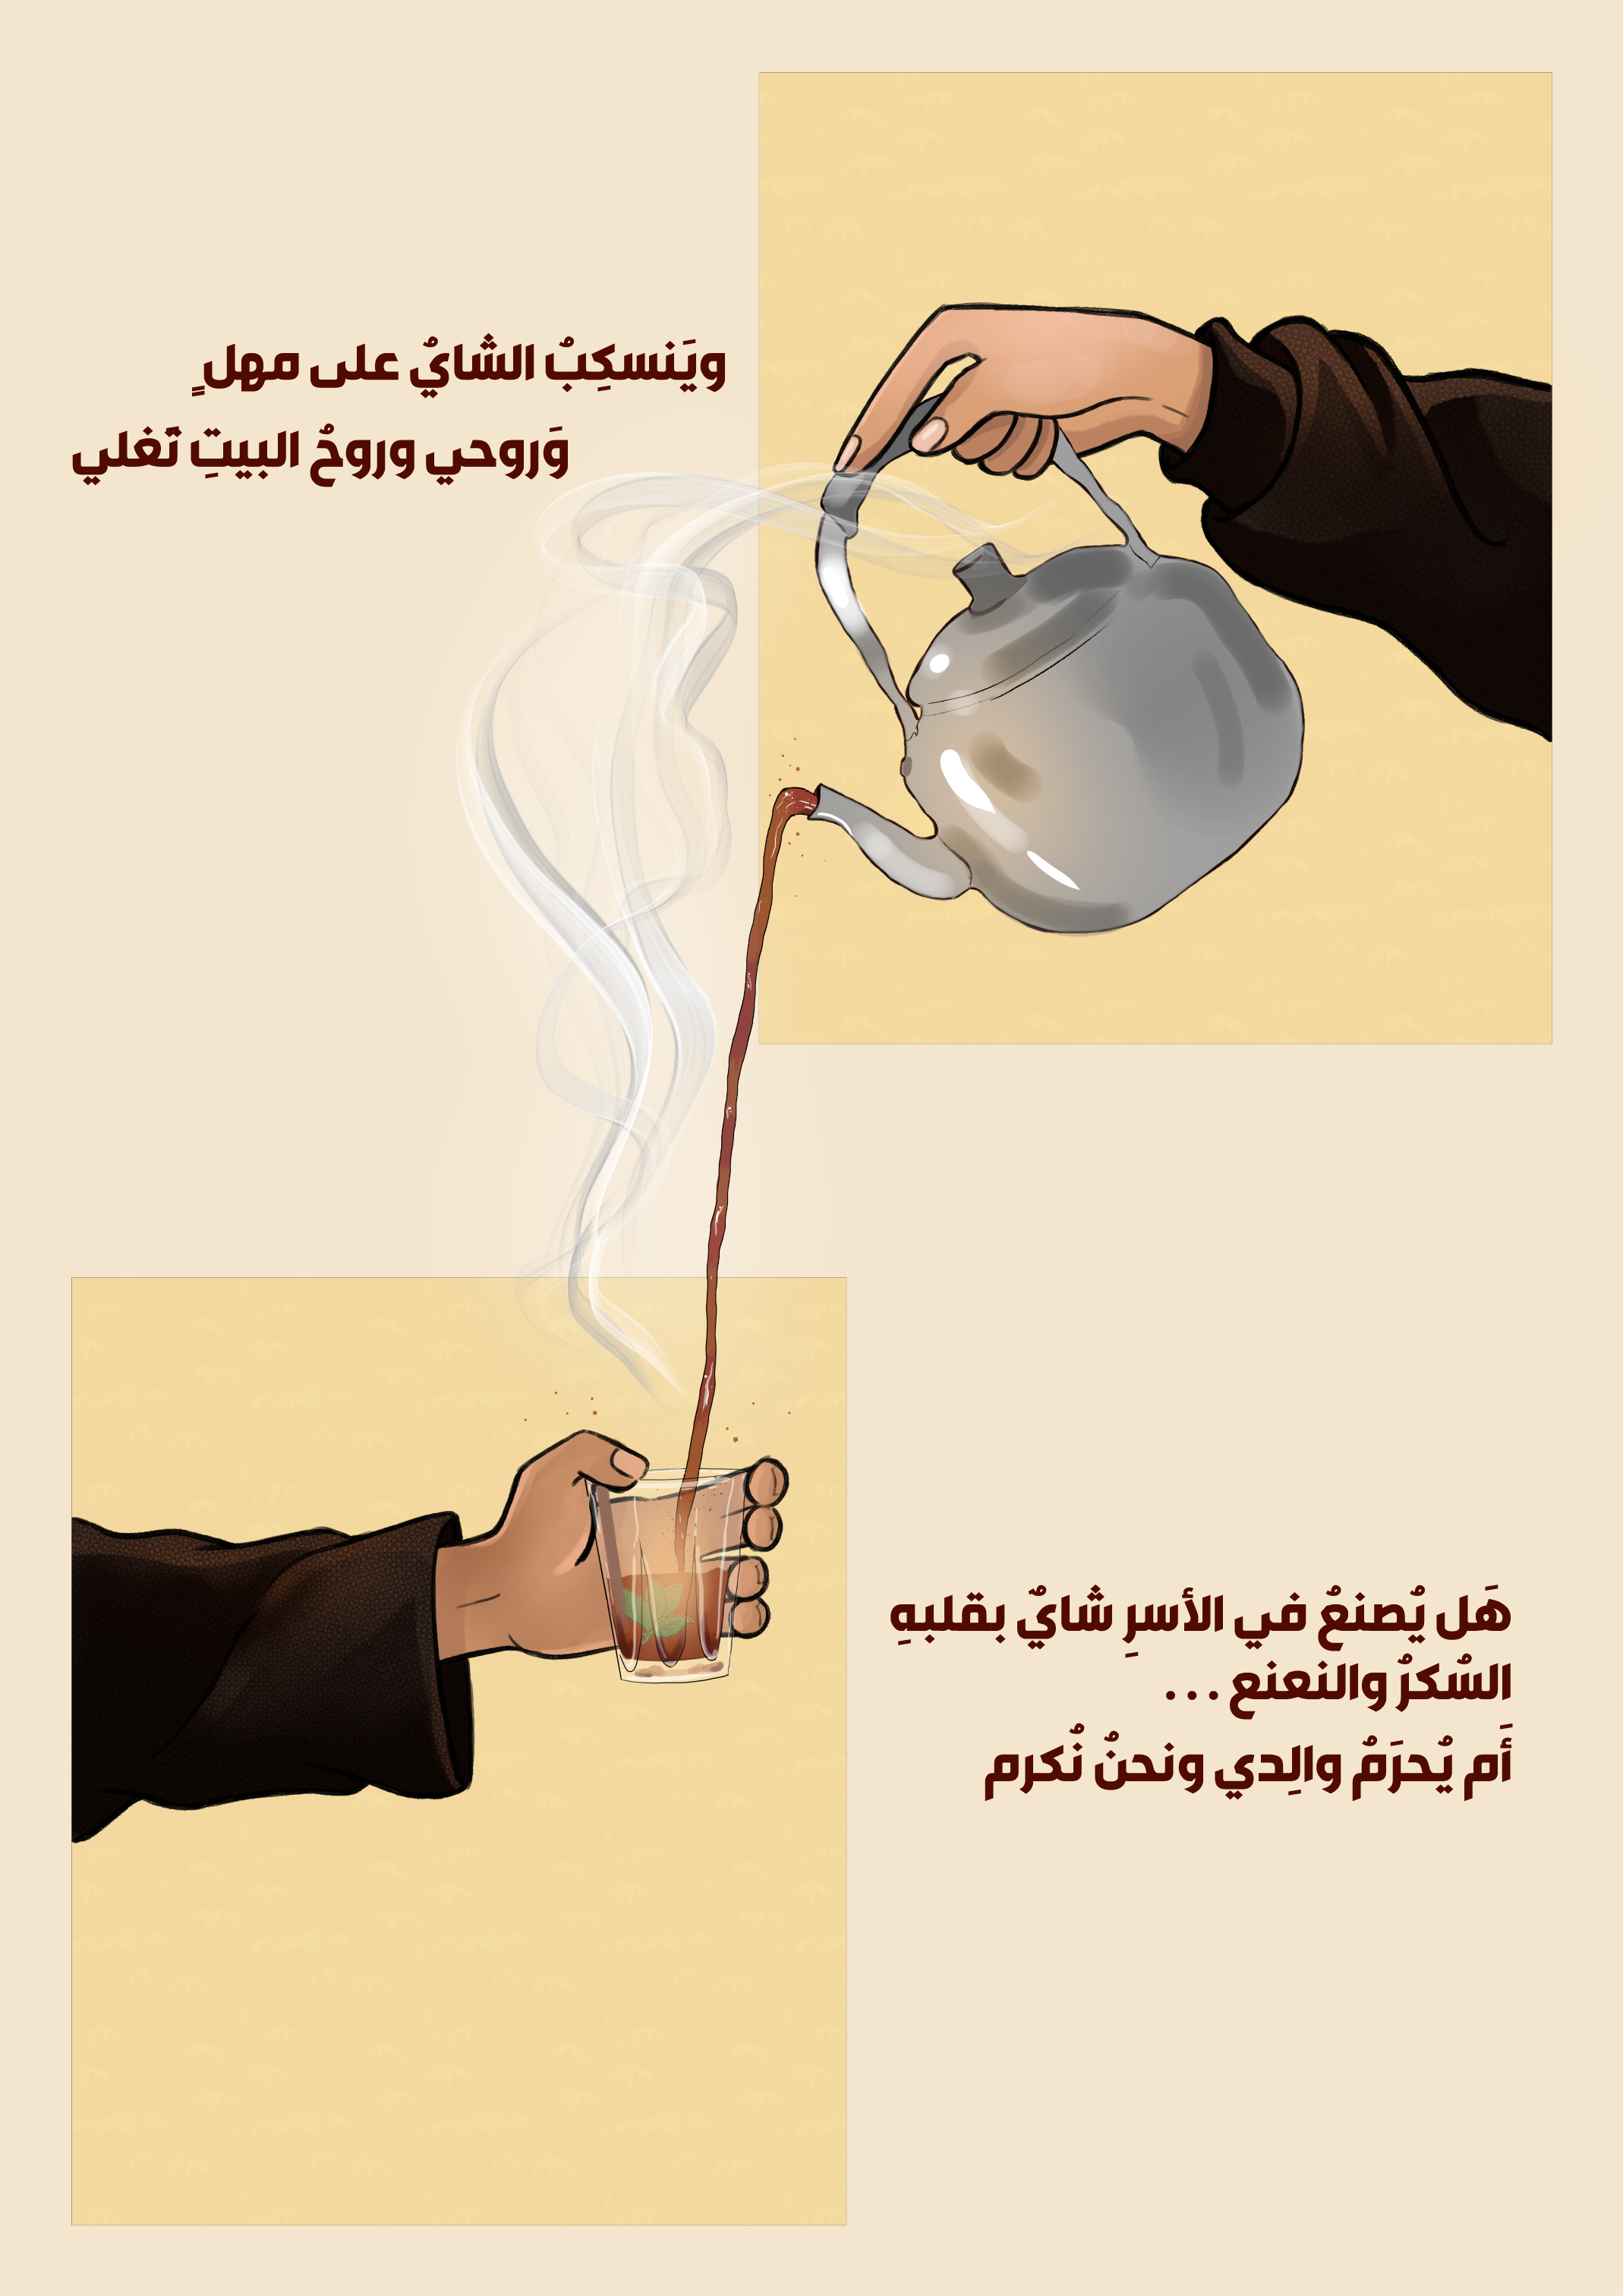 ويَنسكِبُ الشايُ على مهلٍ
وَروحي وروحُ البيتِ تَغلي
هَل يُصنعُ في الأسرِ شايٌ بقلبهِ
السُكرُ والنعنع ...
أَم يُحرَمُ والِدي ونحنُ نُكرم